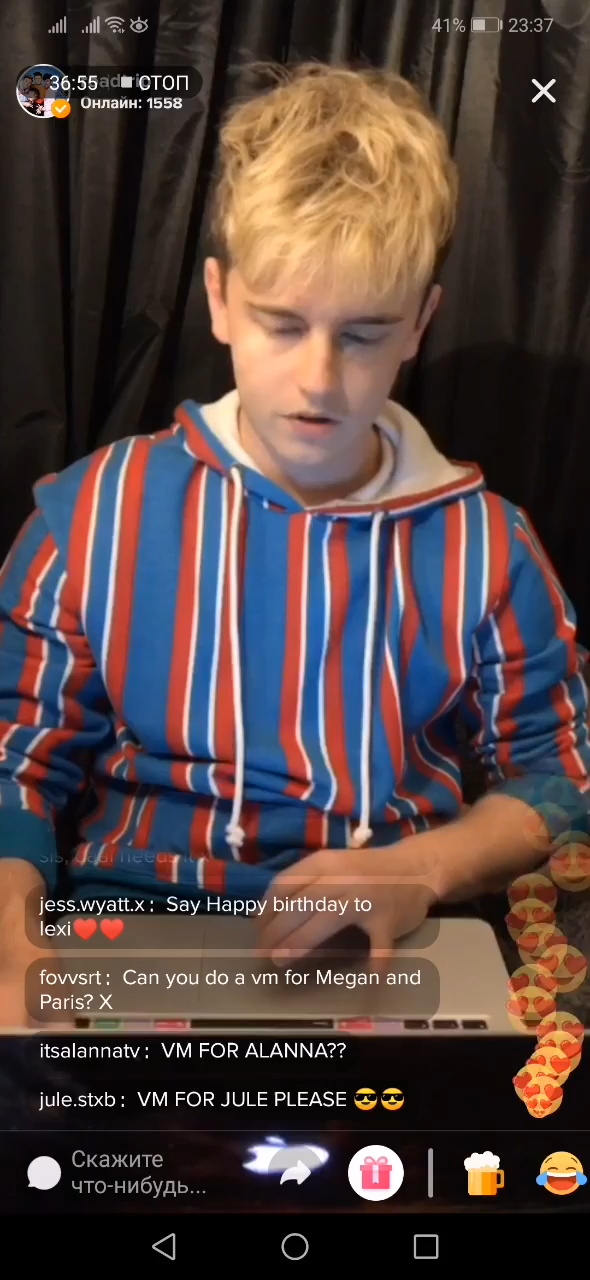 41% 23:37
36:55 СТОП
Онлайн: 1558
jess.wyatt.x : Say Happy birthday to
lexi❤️❤️
fovvsrt : Can you do a vm for Megan and
Paris? X
itsalannatv : VM FOR ALANNA??
jule.stxb : VM FOR JULE PLEASE 😎😎
Скажите
что-нибудь...